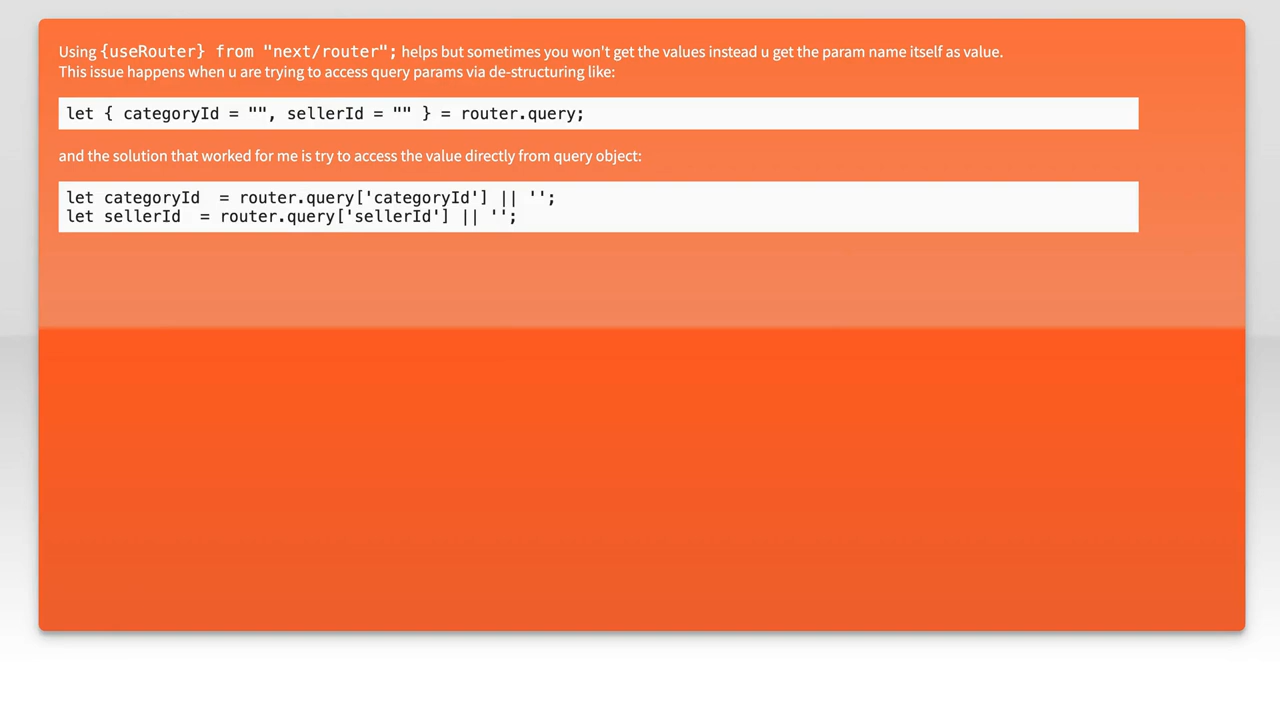 Using {useRouter} from "next/router"; helps but sometimes you won't get the values instead u get the param name itself as value.
This issue happens when u are trying to access query params via de-structuring like:
let { categoryId = "", sellerId = "" } = router.query;
and the solution that worked for me is try to access the value directly from query object:
let categoryId  = router.query['categoryId'] || '';
let sellerId  = router.query['sellerId'] || '';